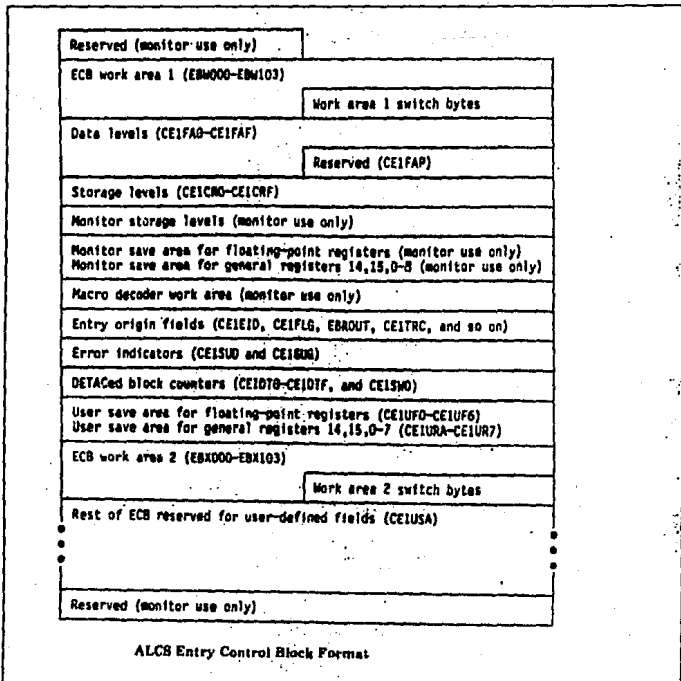 Reserved (monitor use only)
ECB work area 1 (EBW000-EBW103)
Work area 1 switch bytes
Data levels (CE1FA0-CE1FAF)
Reserved (CE1FAP)
Storage levels (CE1CR0-CE1CRF)
Monitor storage levels (monitor use only)
Monitor save area for floating-point registers (monitor use only)
Monitor save area for general registers 14,15,0-8 (monitor use only)
Macro decoder work area (monitor use only)
Entry origin fields (CE1EID, CE1FLG, EBROUT, CE1TRC, and so on)
Error indicators (CE1SUD and CE1SUG)
DETACed block counters (CE1DT0-CE1DTF, and CE1SWO)
User save area for floating-point registers (CE1UF0-CE1UF6)
User save area for general registers 14,15,0-7 (CE1URA-CE1UR7)
ECB work area 2 (EBX000-EBX103)
Work area 2 switch bytes
Rest of ECB reserved for user-defined fields (CE1USA)
Reserved (monitor use only)
ALCS Entry Control Block Format